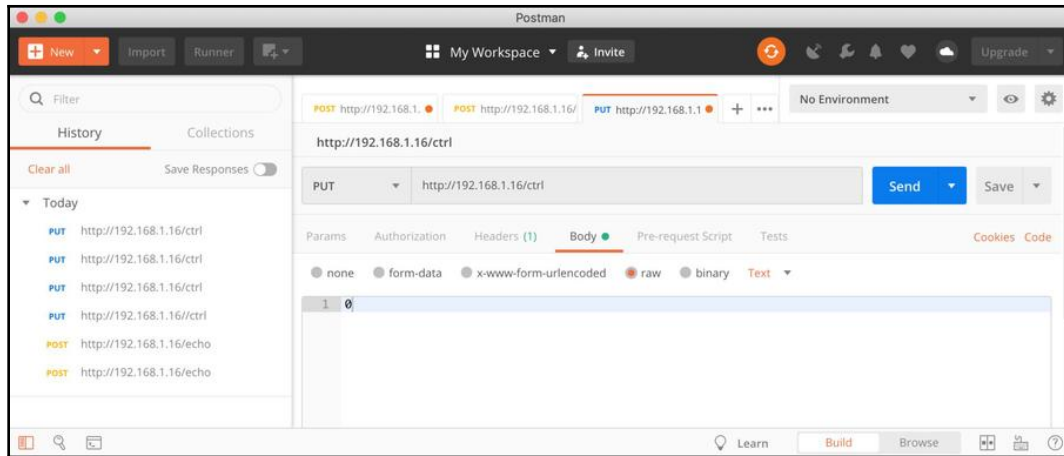 Postman
New Import Runner My Workspace Invite Upgrade
Filter
History Collections
Clear all Save Responses
Today
PUT http://192.168.1.16/ctrl
PUT http://192.168.1.16/ctrl
PUT http://192.168.1.16/ctrl
PUT http://192.168.1.16//ctrl
POST http://192.168.1.16/echo
POST http://192.168.1.16/echo
POST http://192.168.1. POST http://192.168.1.16/ PUT http://192.168.1.1 + ••• No Environment
http://192.168.1.16/ctrl
PUT http://192.168.1.16/ctrl Send Save
Params Authorization Headers (1) Body Pre-request Script Tests Cookies Code
none form-data x-www-form-urlencoded raw binary Text
1 0
Learn Build Browse ?